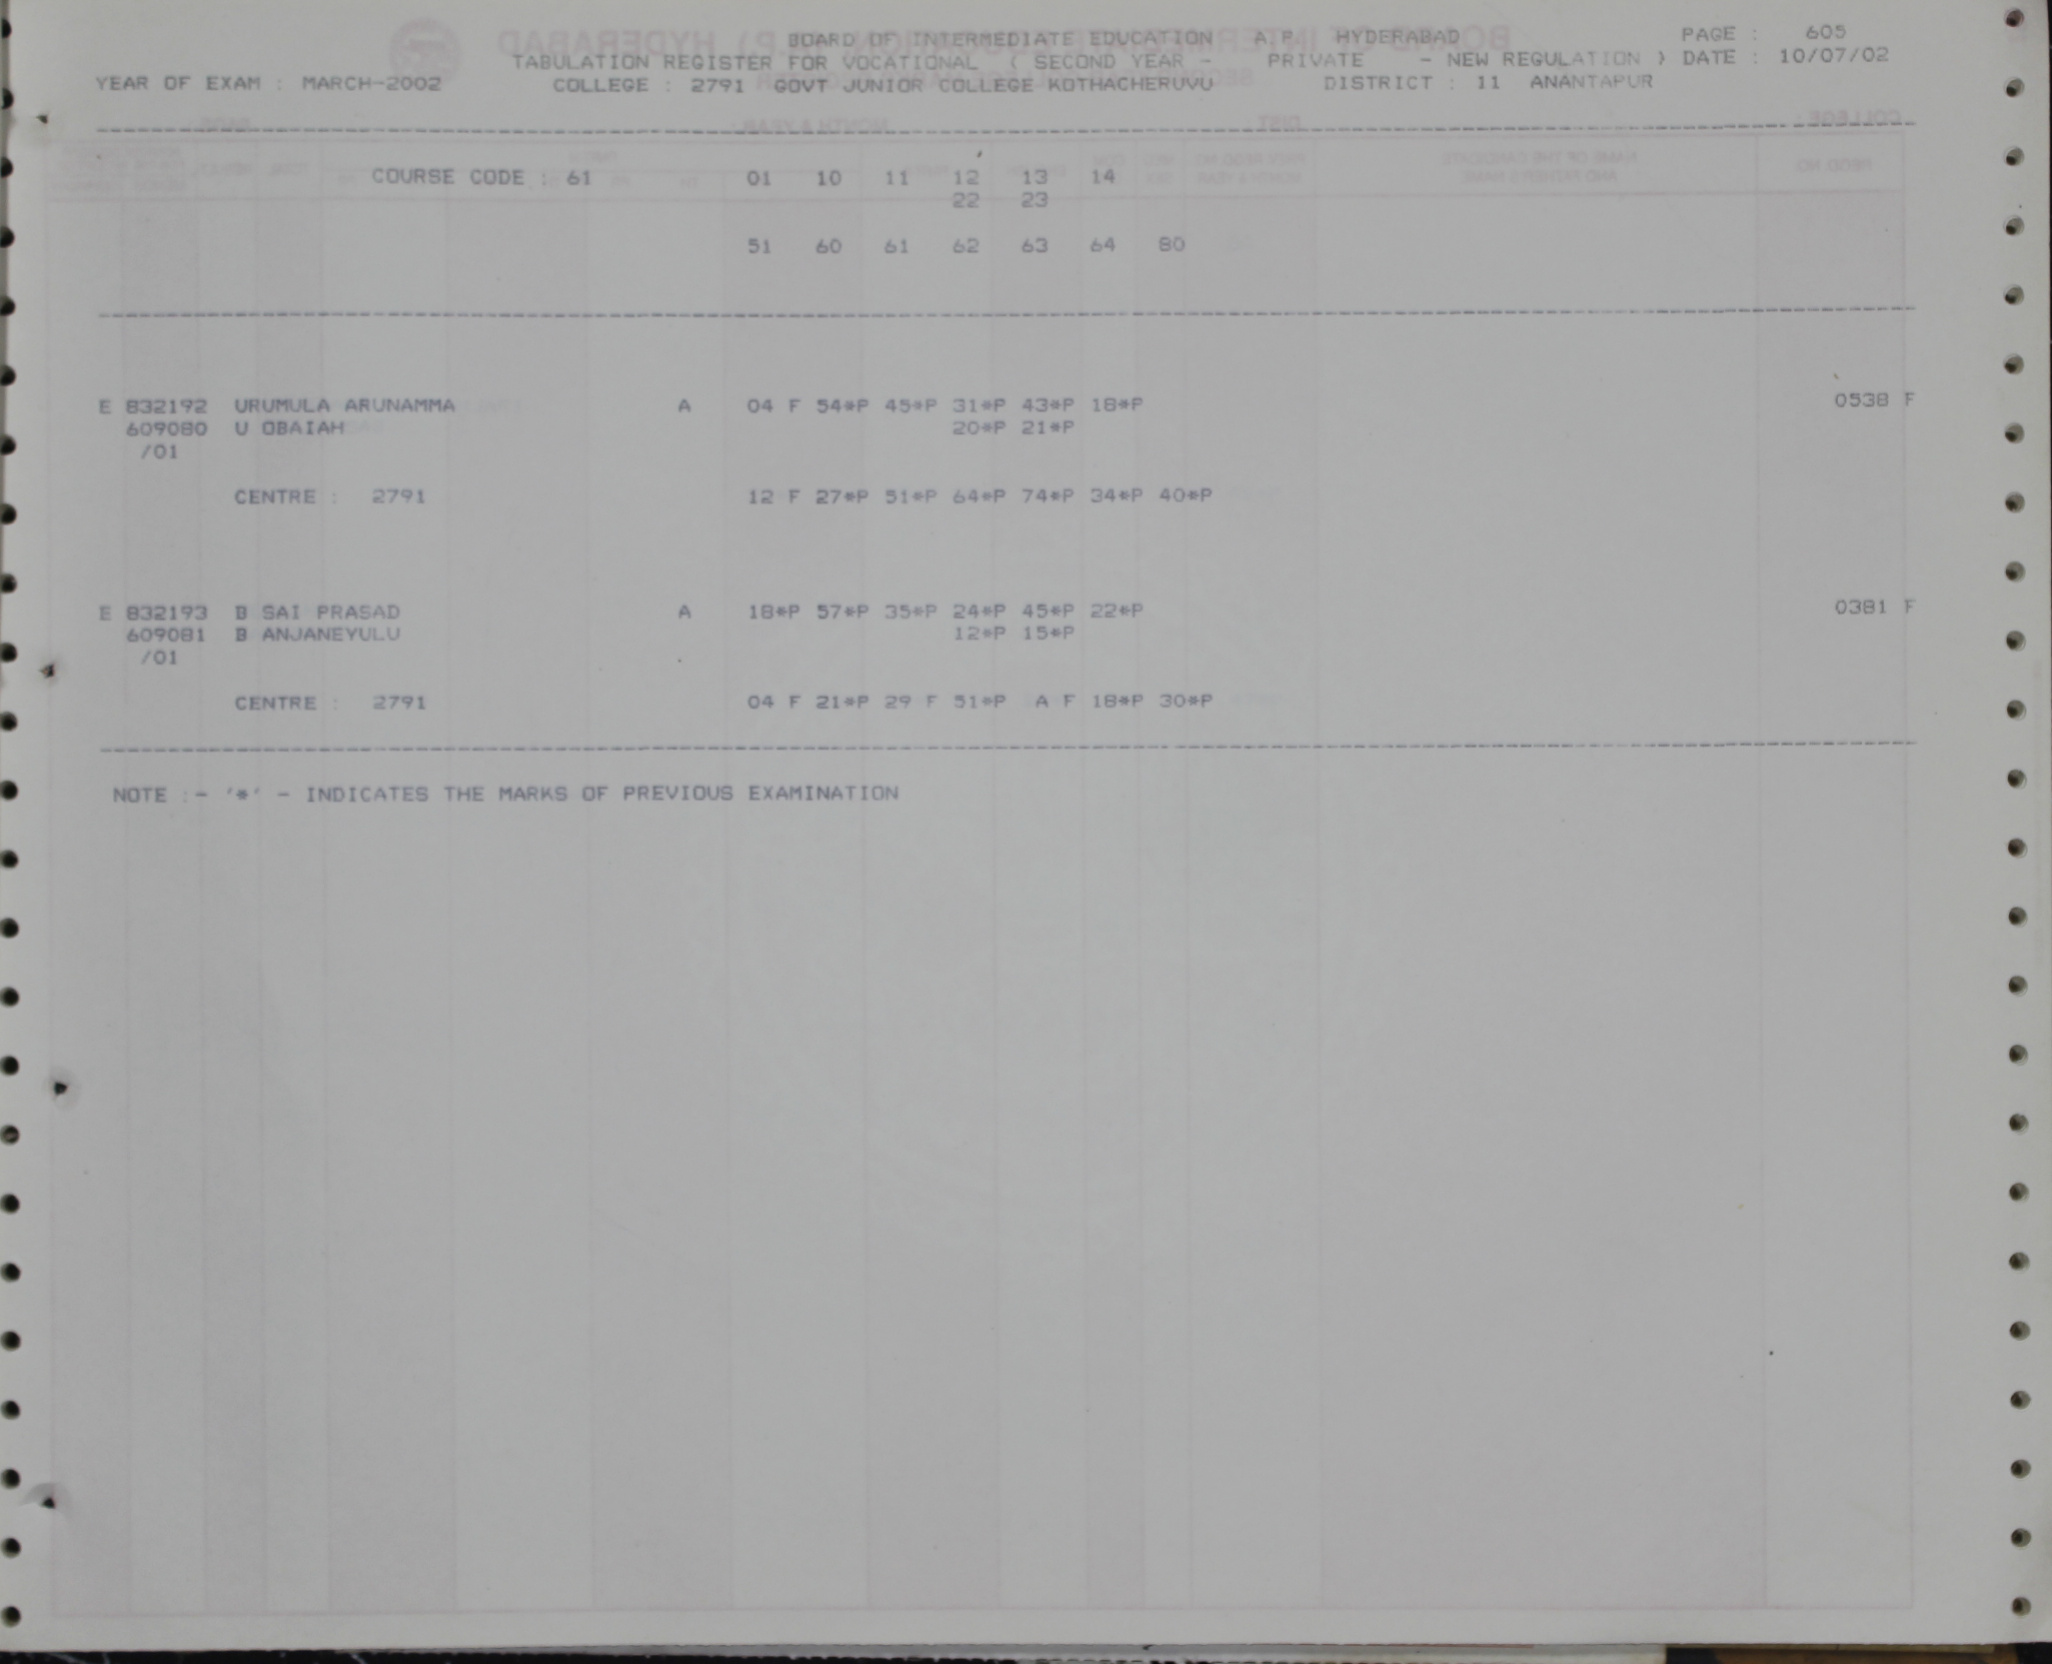 BOARD OF INTERMEDIATE EDUCATION A P HYDERABAD PAGE : 605
TABULATION REGISTER FOR VOCATIONAL ( SECOND YEAR - PRIVATE - NEW REGULATION ) DATE : 10/07/02
YEAR OF EXAM : MARCH-2002 COLLEGE : 2791 GOVT JUNIOR COLLEGE KOTHACHERUVU DISTRICT : 11 ANANTAPUR
COURSE CODE : 61 01 10 11 12 13 14
22 23
51 60 61 62 63 64 80
E 832192 URUMULA ARUNAMMA A 04 F 54*P 45*P 31*P 43*P 18*P 0538 F
609080 U OBAIAH 20*P 21*P
/01
CENTRE : 2791 12 F 27*P 51*P 64*P 74*P 34*P 40*P
E 832193 B SAI PRASAD A 18*P 57*P 35*P 24*P 45*P 22*P 0381 F
609081 B ANJANEYULU 12*P 15*P
/01
CENTRE : 2791 04 F 21*P 29 F 51*P A F 18*P 30*P
NOTE :- '*' - INDICATES THE MARKS OF PREVIOUS EXAMINATION